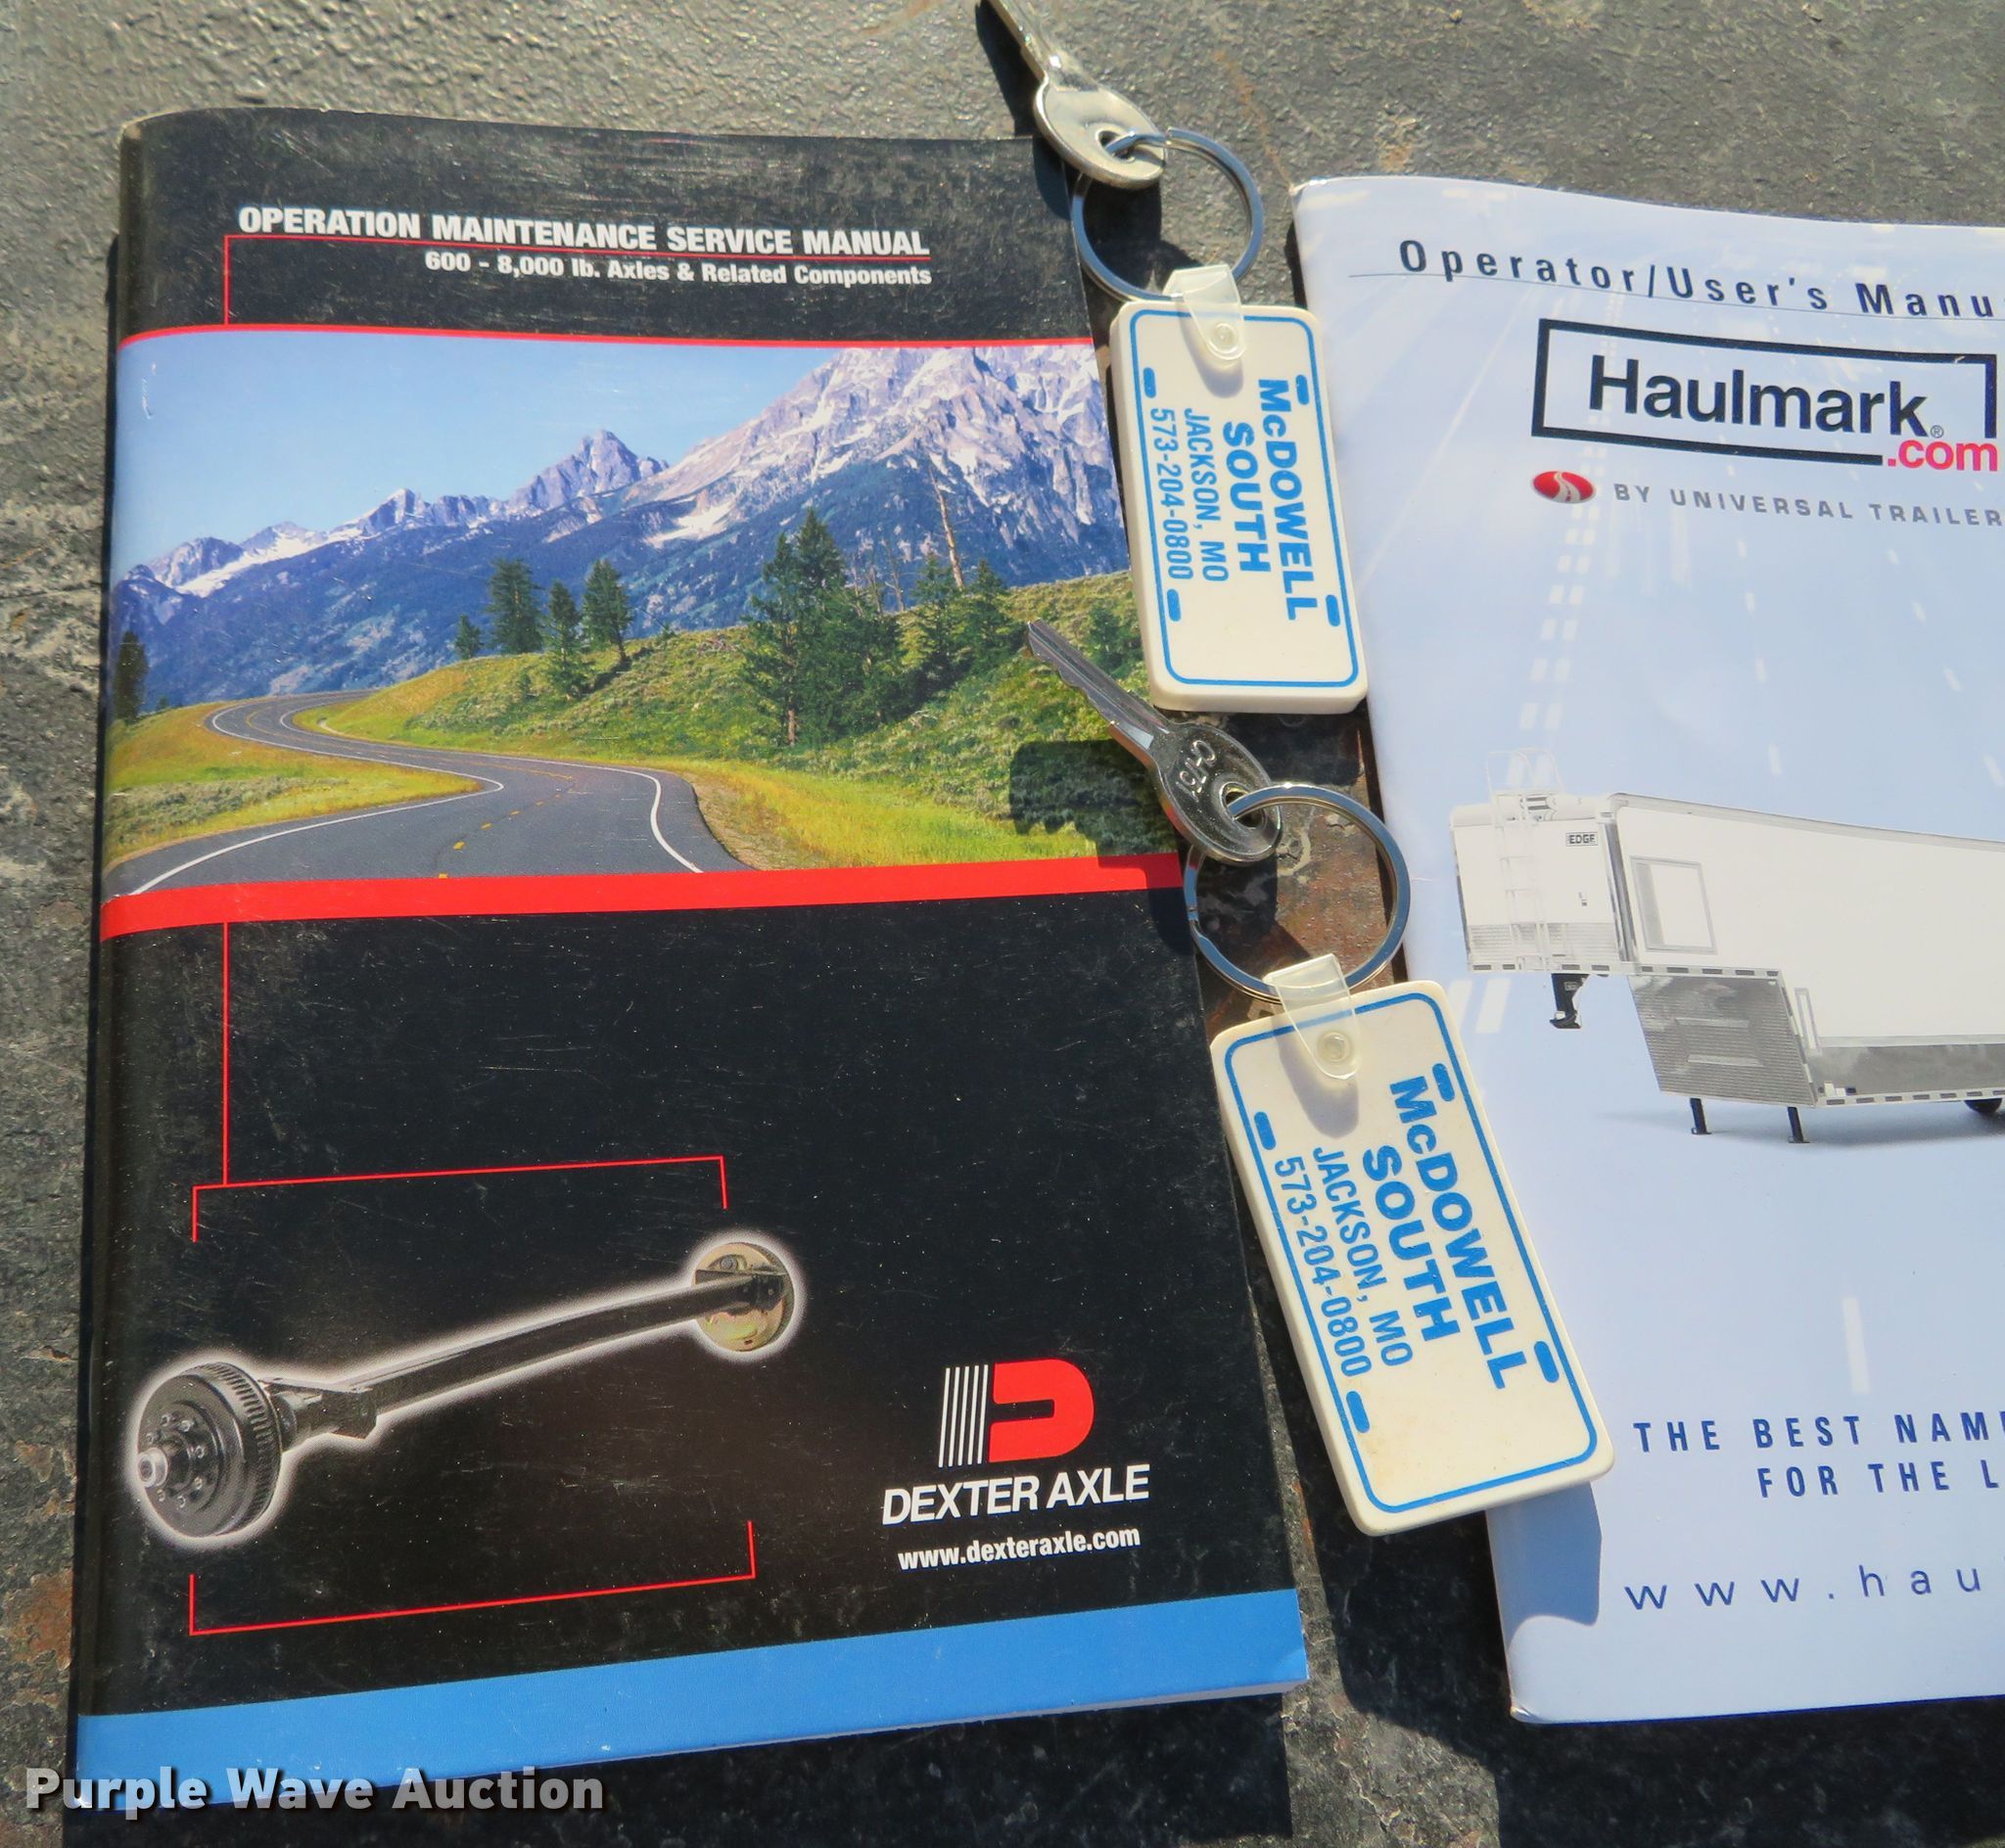 OPERATION MAINTENANCE SERVICE MANUAL
600 - 8,000 lb. Axles & Related Components
DEXTER AXLE
www.dexteraxle.com
McDOWELL
SOUTH
JACKSON, MO
573-204-0800
McDOWELL
SOUTH
JACKSON, MO
573-204-0800
Operator/User's Manu
Haulmark®
.com
BY UNIVERSAL TRAILER
EDGE
THE BEST NAM
FOR THE L
www.hau
Purple Wave Auction